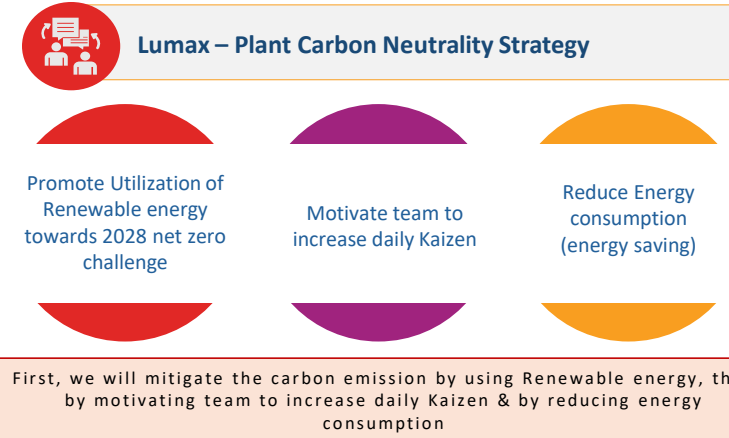 Lumax – Plant Carbon Neutrality Strategy
Promote Utilization of
Renewable energy
towards 2028 net zero
challenge
Motivate team to
increase daily Kaizen
Reduce Energy
consumption
(energy saving)
First, we will mitigate the carbon emission by using Renewable energy,
by motivating team to increase daily Kaizen & by reducing energy
consumption